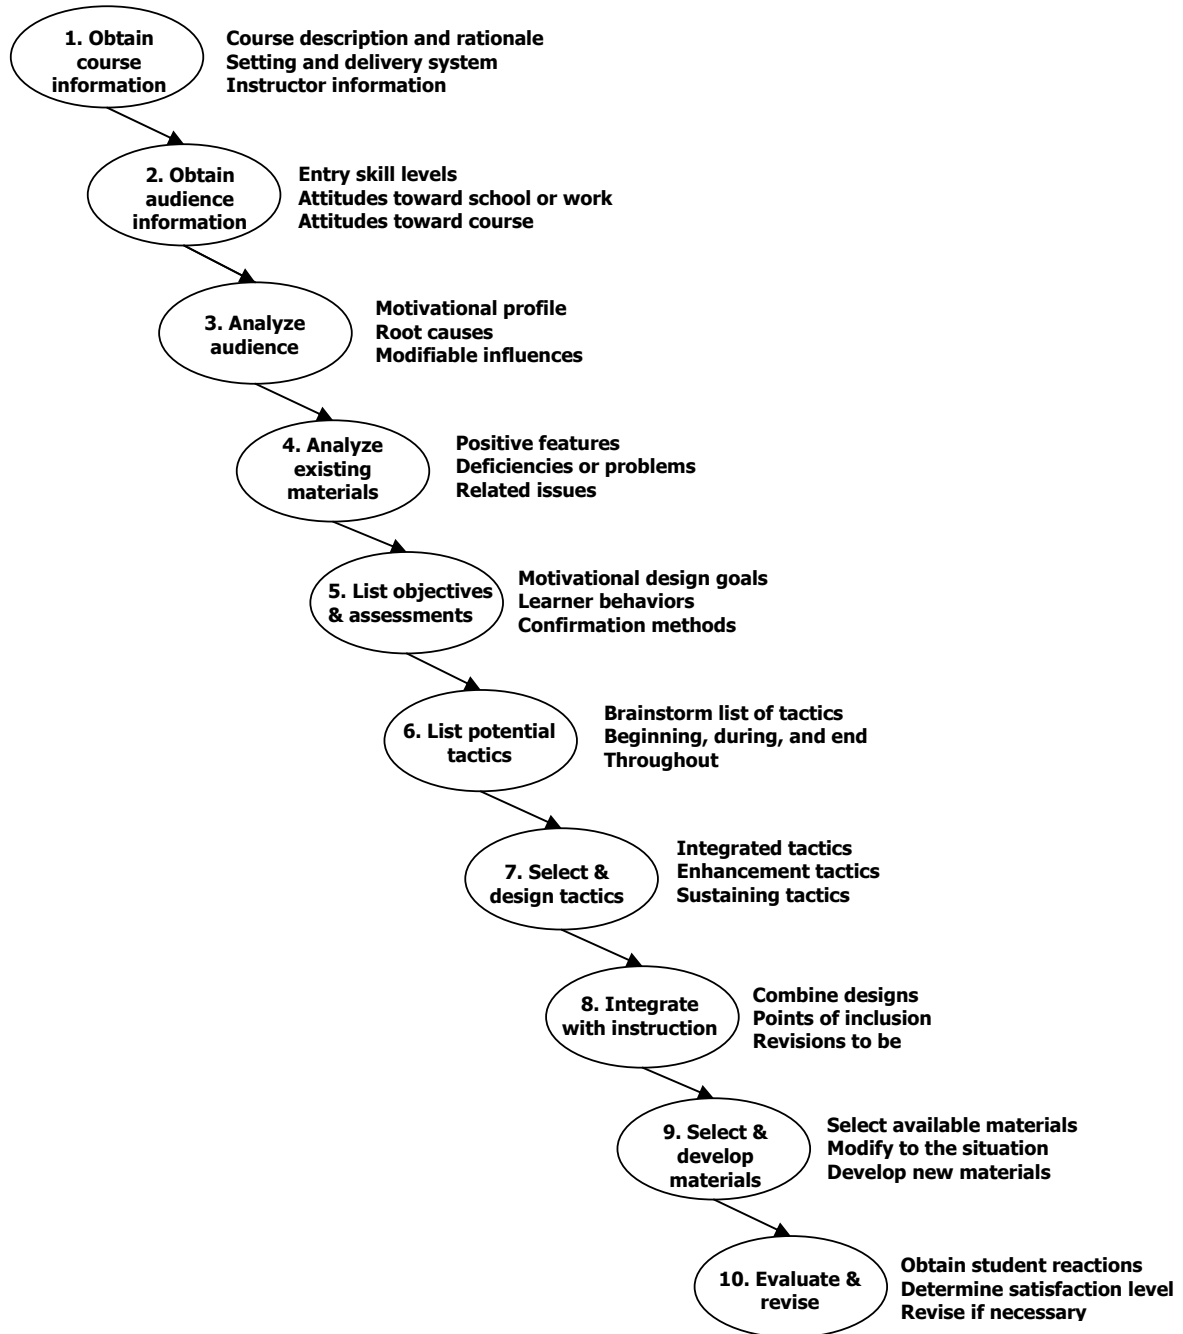 1. Obtain
course
information
Course description and rationale
Setting and delivery system
Instructor information
2. Obtain
audience
information
Entry skill levels
Attitudes toward school or work
Attitudes toward course
3. Analyze
audience
Motivational profile
Root causes
Modifiable influences
4. Analyze
existing
materials
Positive features
Deficiencies or problems
Related issues
5. List objectives
& assessments
Motivational design goals
Learner behaviors
Confirmation methods
6. List potential
tactics
Brainstorm list of tactics
Beginning, during, and end
Throughout
7. Select &
design tactics
Integrated tactics
Enhancement tactics
Sustaining tactics
8. Integrate
with instruction
Combine designs
Points of inclusion
Revisions to be
9. Select &
develop
materials
Select available materials
Modify to the situation
Develop new materials
10. Evaluate &
revise
Obtain student reactions
Determine satisfaction level
Revise if necessary